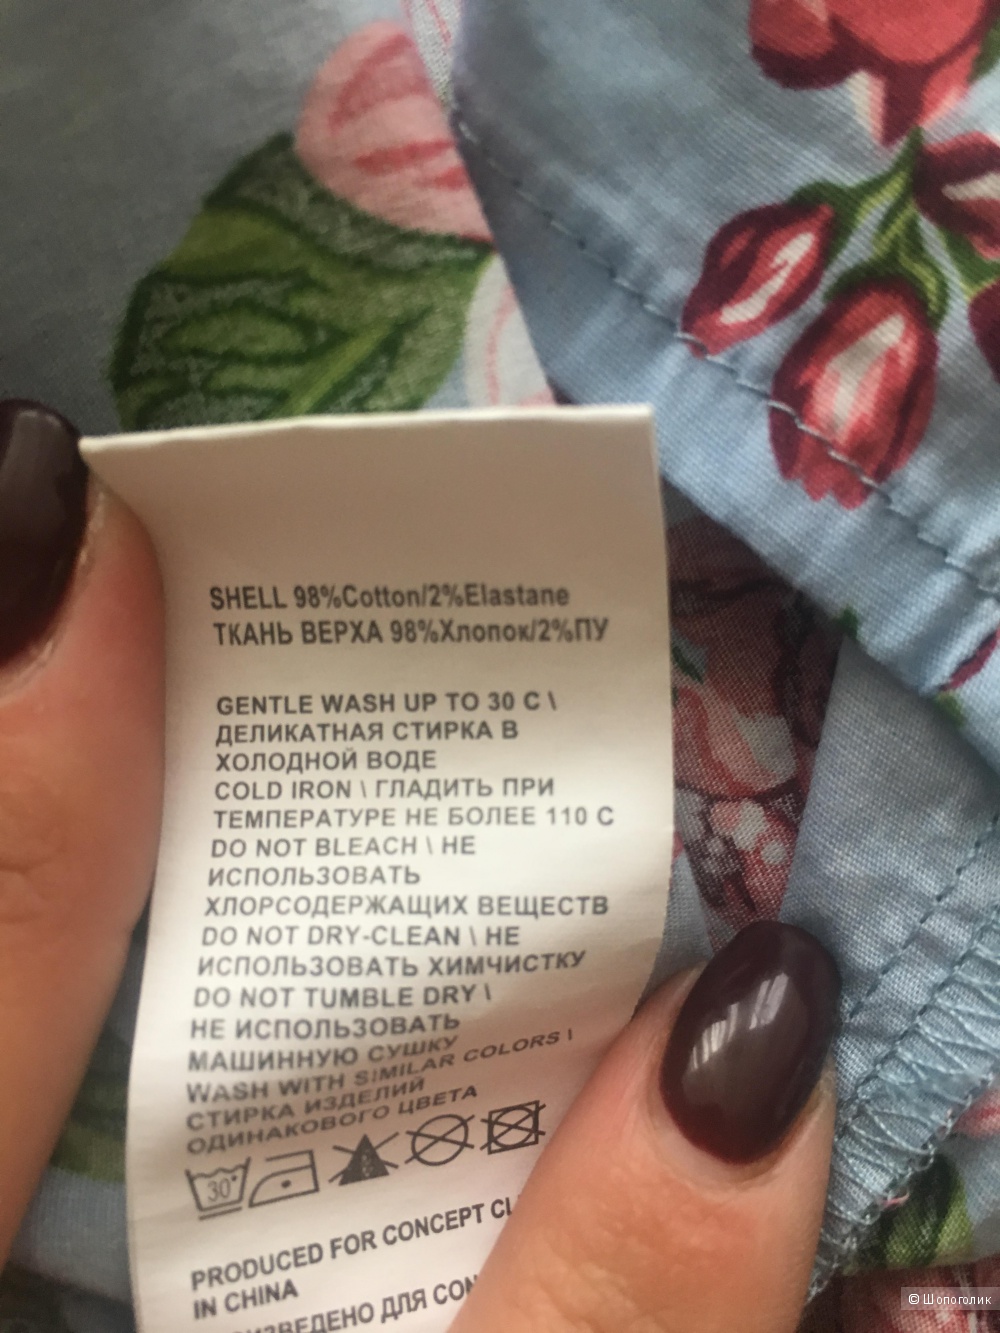 SHELL 98%Cotton/2%Elastane
ТКАНЬ ВЕРХА 98%Хлопок/2%ПУ
GENTLE WASH UP TO 30 C \
ДЕЛИКАТНАЯ СТИРКА В
ХОЛОДНОЙ ВОДЕ
COLD IRON \ ГЛАДИТЬ ПРИ
ТЕМПЕРАТУРЕ НЕ БОЛЕЕ 110 C
DO NOT BLEACH \ НЕ
ИСПОЛЬЗОВАТЬ
ХЛОРСОДЕРЖАЩИХ ВЕЩЕСТВ
DO NOT DRY-CLEAN \ НЕ
ИСПОЛЬЗОВАТЬ ХИМЧИСТКУ
DO NOT TUMBLE DRY \
НЕ ИСПОЛЬЗОВАТЬ
МАШИННУЮ СУШКУ
WASH WITH SIMILAR COLORS \
СТИРКА ИЗДЕЛИЙ
ОДИНАКОВОГО ЦВЕТА
30°
PRODUCED FOR CONCEPT
IN CHINA
ДЛЯ
© Шопоголик